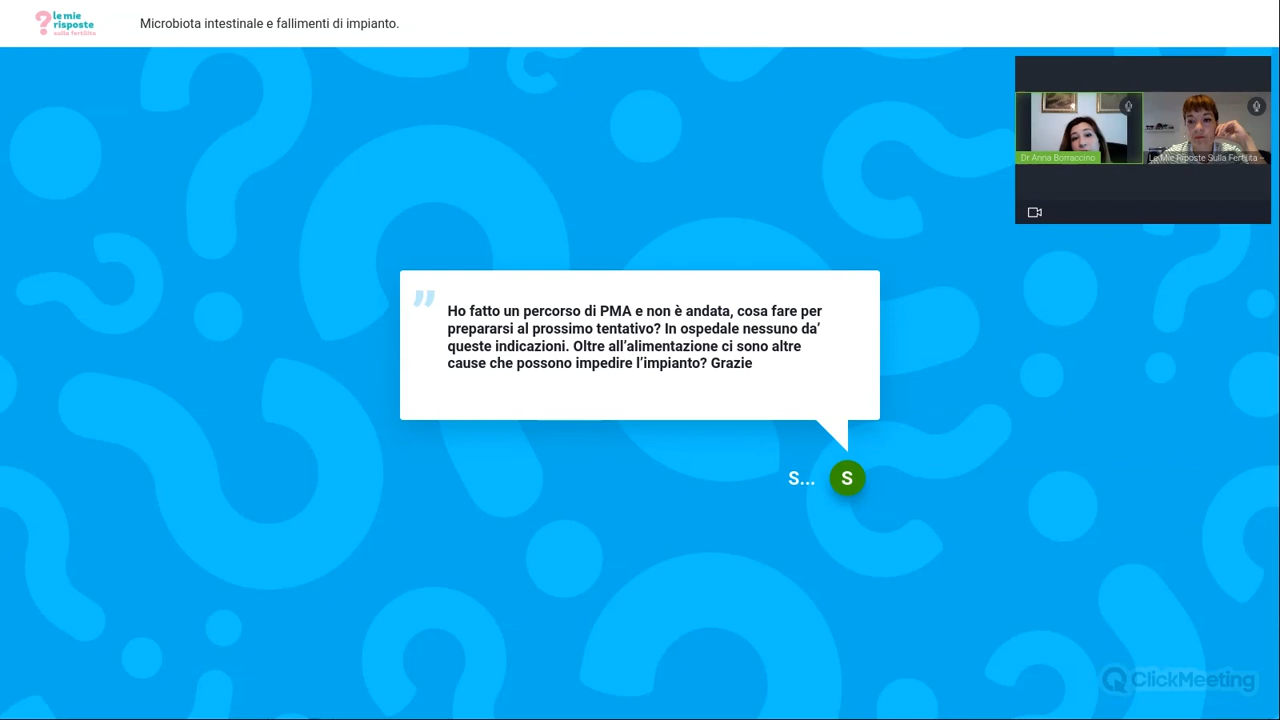 le mie
risposte
sulla fertilita
Microbiota intestinale e fallimenti di impianto.
Dr Anna Borraccino
Le Mie Risposte Sulla Fertilita –
Ho fatto un percorso di PMA e non è andata, cosa fare per
prepararsi al prossimo tentativo? In ospedale nessuno da’
queste indicazioni. Oltre all’alimentazione ci sono altre
cause che possono impedire l’impianto? Grazie
S...
S
ClickMeeting